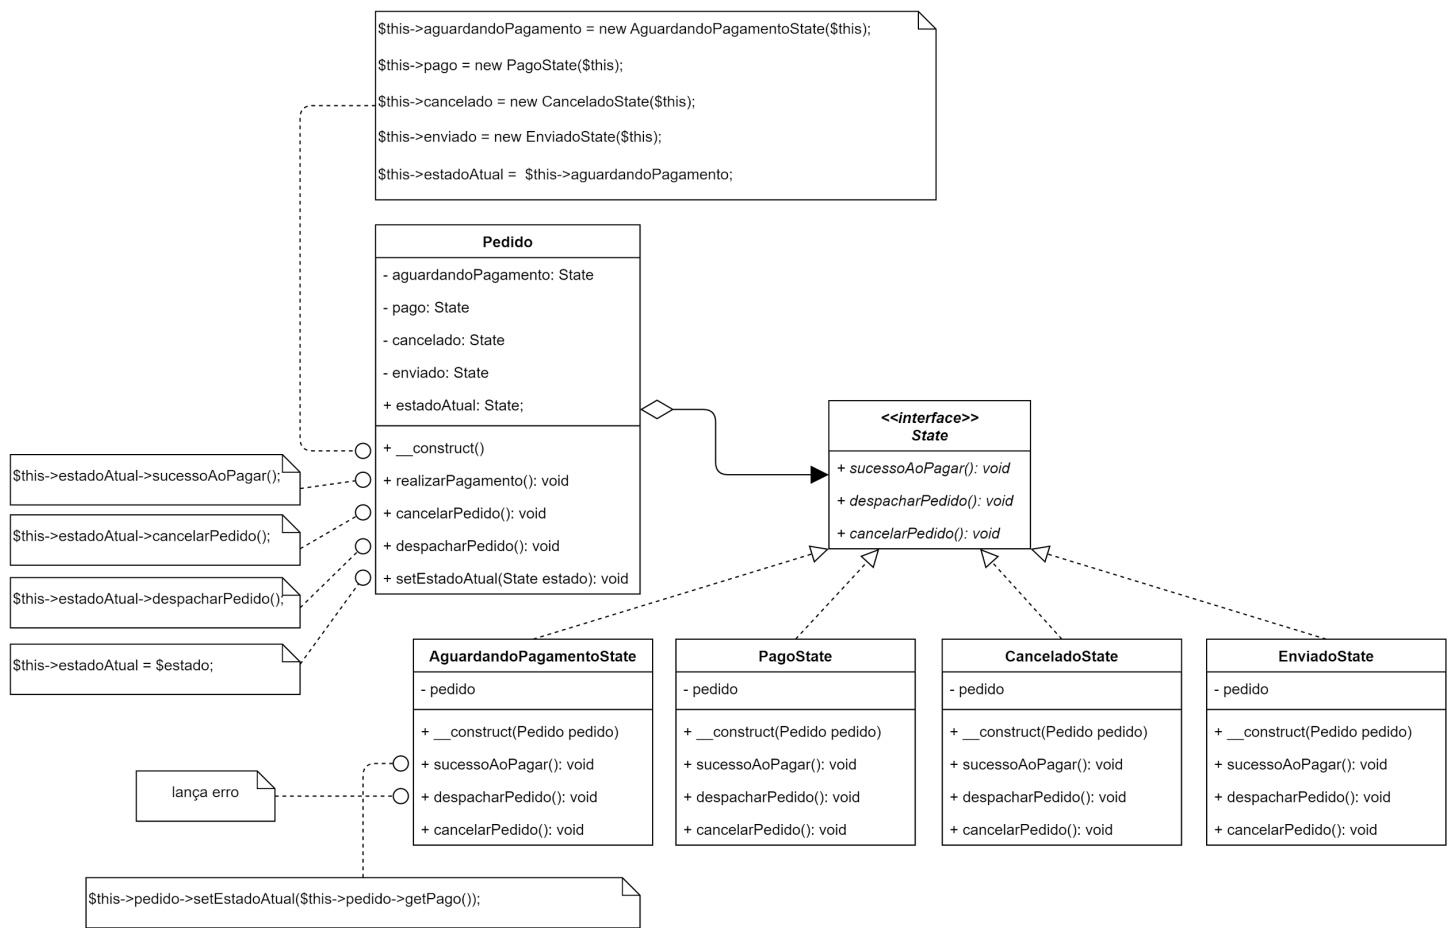 $this->aguardandoPagamento = new AguardandoPagamentoState($this);
$this->pago = new PagoState($this);
$this->cancelado = new CanceladoState($this);
$this->enviado = new EnviadoState($this);
$this->estadoAtual =  $this->aguardandoPagamento;
Pedido
- aguardandoPagamento: State
- pago: State
- cancelado: State
- enviado: State
+ estadoAtual: State;
+ __construct()
+ realizarPagamento(): void
+ cancelarPedido(): void
+ despacharPedido(): void
+ setEstadoAtual(State estado): void
$this->estadoAtual->sucessoAoPagar();
$this->estadoAtual->cancelarPedido();
$this->estadoAtual->despacharPedido();
$this->estadoAtual = $estado;
<<interface>>
State
+ sucessoAoPagar(): void
+ despacharPedido(): void
+ cancelarPedido(): void
AguardandoPagamentoState
- pedido
+ __construct(Pedido pedido)
+ sucessoAoPagar(): void
+ despacharPedido(): void
+ cancelarPedido(): void
PagoState
- pedido
+ __construct(Pedido pedido)
+ sucessoAoPagar(): void
+ despacharPedido(): void
+ cancelarPedido(): void
CanceladoState
- pedido
+ __construct(Pedido pedido)
+ sucessoAoPagar(): void
+ despacharPedido(): void
+ cancelarPedido(): void
EnviadoState
- pedido
+ __construct(Pedido pedido)
+ sucessoAoPagar(): void
+ despacharPedido(): void
+ cancelarPedido(): void
lança erro
$this->pedido->setEstadoAtual($this->pedido->getPago());